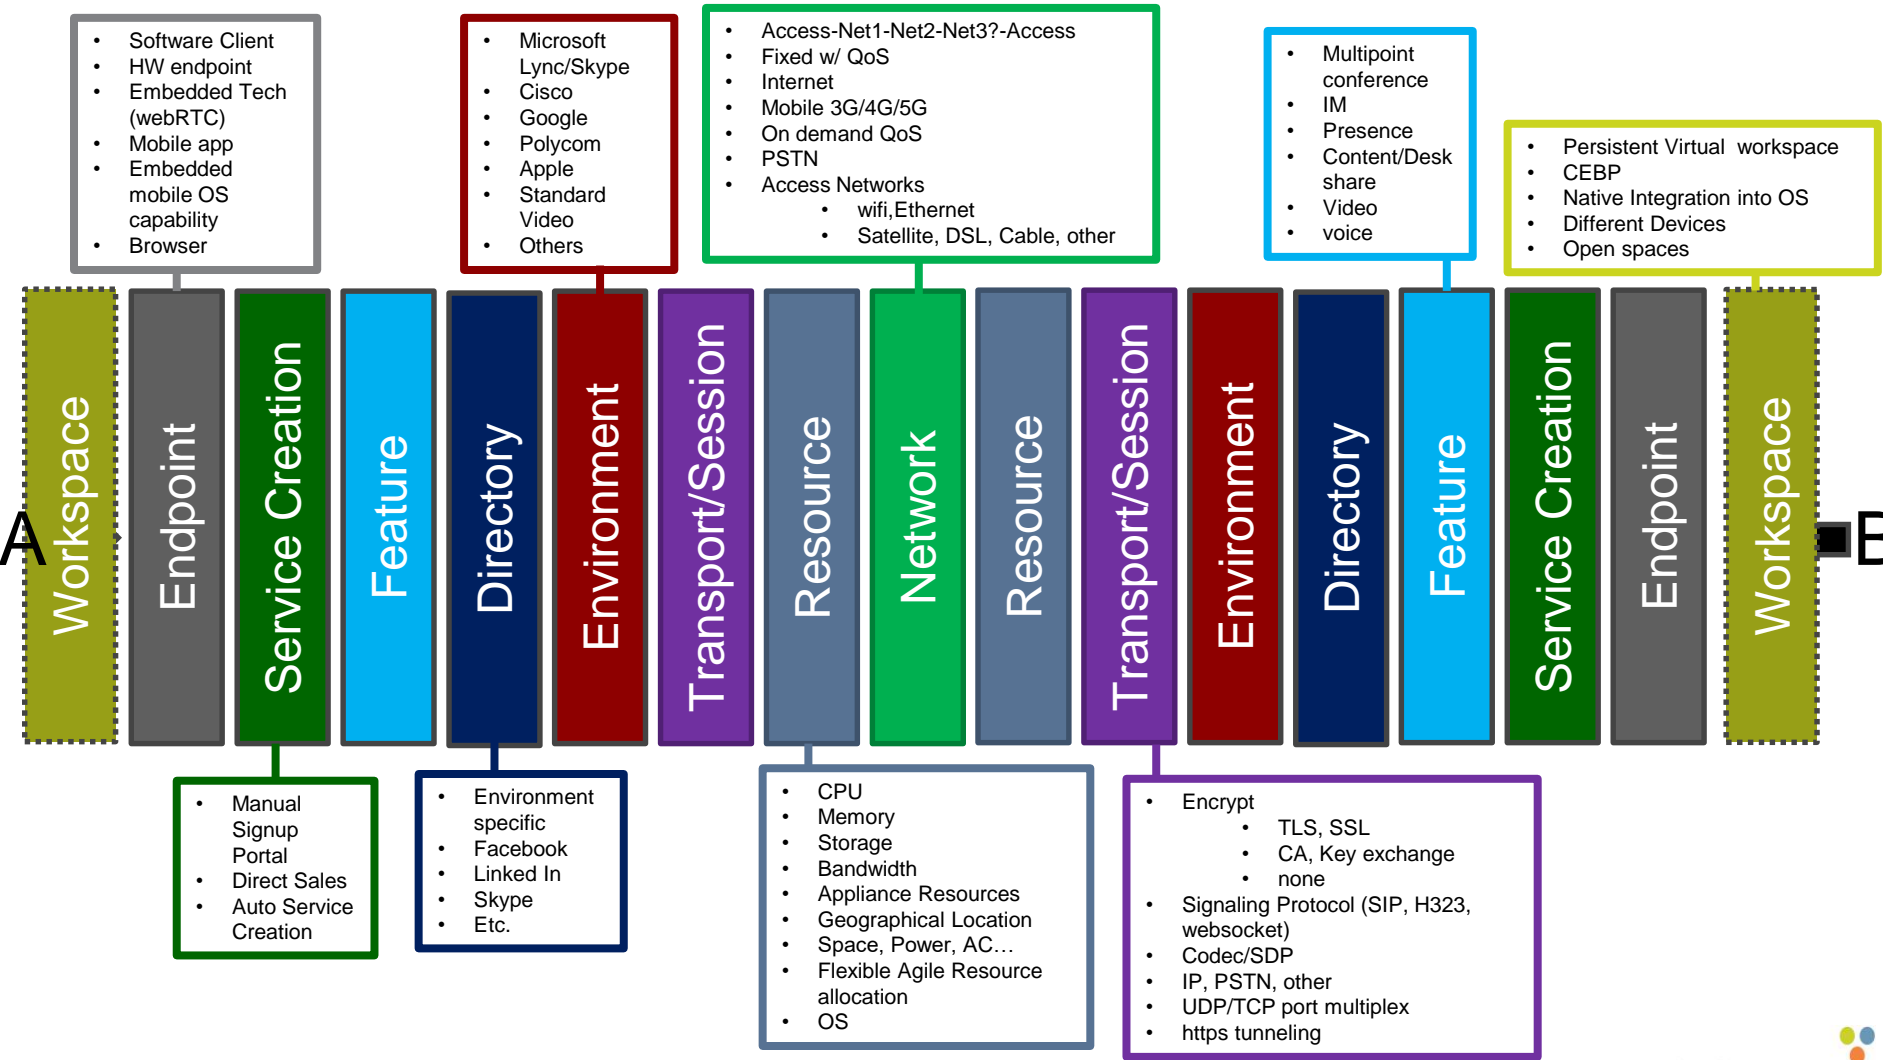 Software Client
HW endpoint
Embedded Tech
(webRTC)
Mobile app
Embedded
mobile OS
capability
Browser
Microsoft
Lync/Skype
Cisco
Google
Polycom
Apple
Standard
Video
Others
Access-Net1-Net2-Net3?-Access
Fixed w/ QoS
Internet
Mobile 3G/4G/5G
On demand QoS
PSTN
Access Networks
wifi,Ethernet
Satellite, DSL, Cable, other
Multipoint
conference
IM
Presence
Content/Desk
share
Video
voice
Persistent Virtual workspace
CEBP
Native Integration into OS
Different Devices
Open spaces
A
Workspace
Endpoint
Service Creation
Feature
Directory
Environment
Transport/Session
Resource
Network
Resource
Transport/Session
Environment
Directory
Feature
Service Creation
Endpoint
Workspace
B
Manual
Signup
Portal
Direct Sales
Auto Service
Creation
Environment
specific
Facebook
Linked In
Skype
Etc.
CPU
Memory
Storage
Bandwidth
Appliance Resources
Geographical Location
Space, Power, AC…
Flexible Agile Resource
allocation
OS
Encrypt
TLS, SSL
CA, Key exchange
none
Signaling Protocol (SIP, H323,
websocket)
Codec/SDP
IP, PSTN, other
UDP/TCP port multiplex
https tunneling